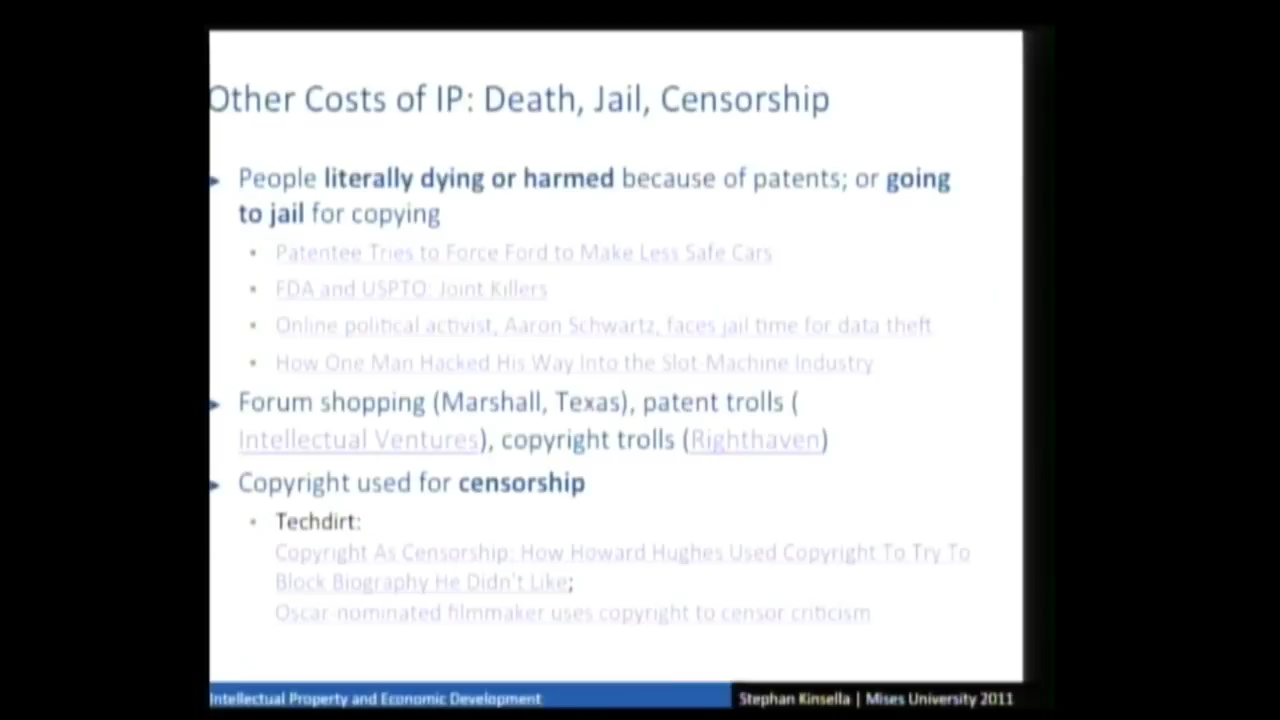 Other Costs of IP: Death, Jail, Censorship
People literally dying or harmed because of patents; or going
to jail for copying
Patentee Tries to Force Ford to Make Less Safe Cars
FDA and USPTO: Joint Killers
Online political activist, Aaron Schwartz, faces jail time for data theft
How One Man Hacked His Way Into the Slot-Machine Industry
Forum shopping (Marshall, Texas), patent trolls (
Intellectual Ventures), copyright trolls (Righthaven)
Copyright used for censorship
Techdirt:
Copyright As Censorship: How Howard Hughes Used Copyright To Try To
Block Biography He Didn't Like;
Oscar-nominated filmmaker uses copyright to censor criticism
Intellectual Property and Economic Development
Stephan Kinsella | Mises University 2011